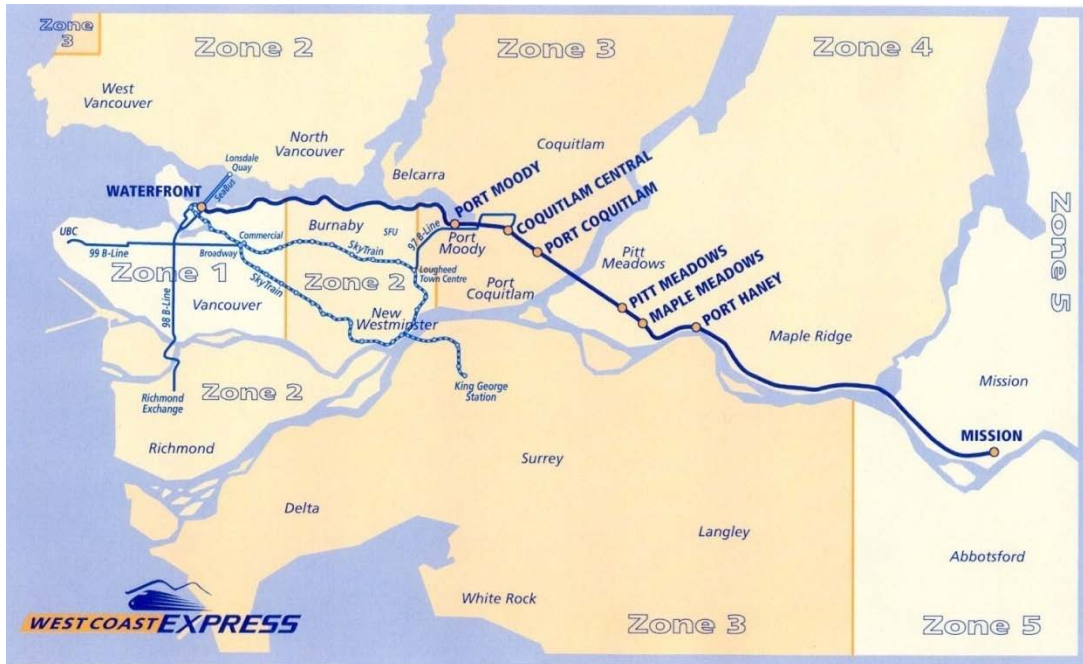 Zone
3
Zone 2
Zone 3
Zone 4
West
Vancouver
North
Vancouver
Coquitlam
Lonsdale
Quay
SeaBus
Belcarra
WATERFRONT
PORT MOODY
COQUITLAM CENTRAL
PORT COQUITLAM
Zone 5
UBC
99 B-Line
Broadway
Commercial
Burnaby
SFU
97 B-Line
Port
Moody
SkyTrain
Lougheed
Town Centre
Pitt
Meadows
PITT MEADOWS
MAPLE MEADOWS
PORT HANEY
Zone 1
Vancouver
98 B-Line
SkyTrain
Zone 2
New
Westminster
Port
Coquitlam
Maple Ridge
Mission
Richmond
Exchange
Zone 2
King George
Station
Richmond
MISSION
Surrey
Delta
Langley
Abbotsford
White Rock
Zone 3
Zone 5
WEST COAST EXPRESS